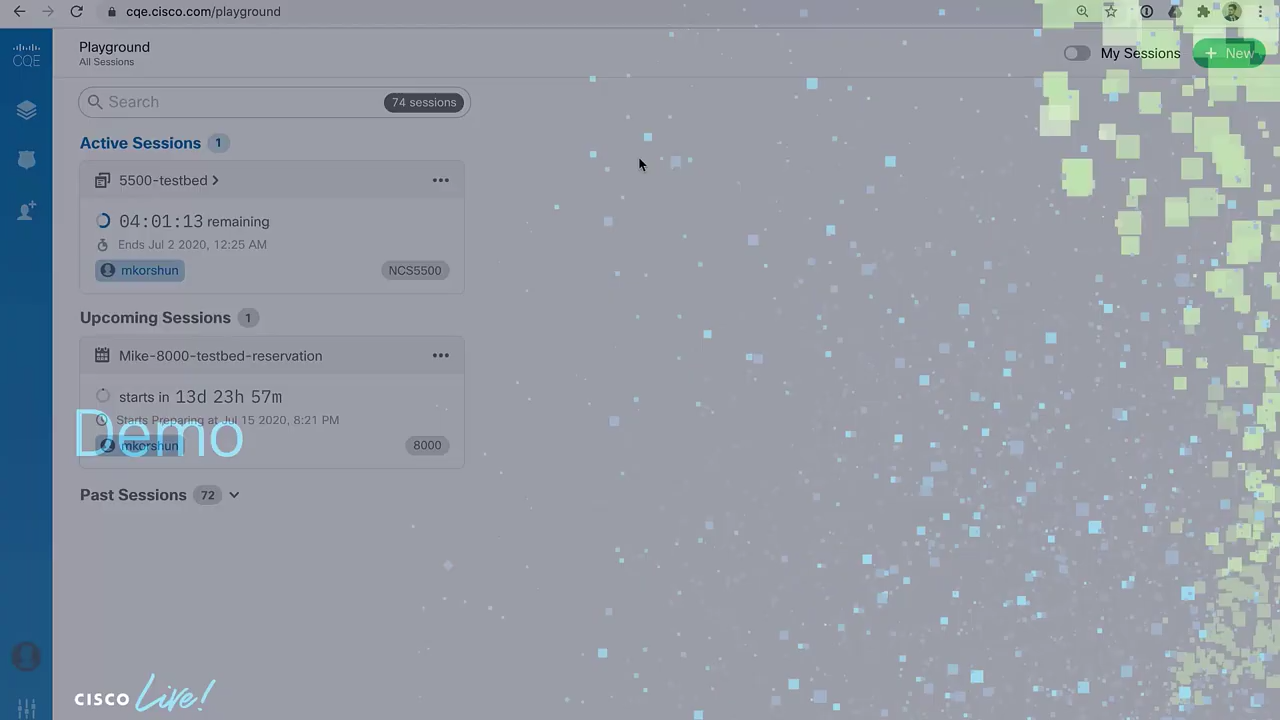 cqe.cisco.com/playground
CQE
Playground
All Sessions
My Sessions
+ New
Search
74 sessions
Active Sessions 1
5500-testbed
04:01:13 remaining
Ends Jul 2 2020, 12:25 AM
mkorshun
NCS5500
Upcoming Sessions 1
Mike-8000-testbed-reservation
starts in 13d 23h 57m
Starts Preparing at Jul 15 2020, 8:21 PM
Demo
mkorshun
8000
Past Sessions 72
CISCO Live!